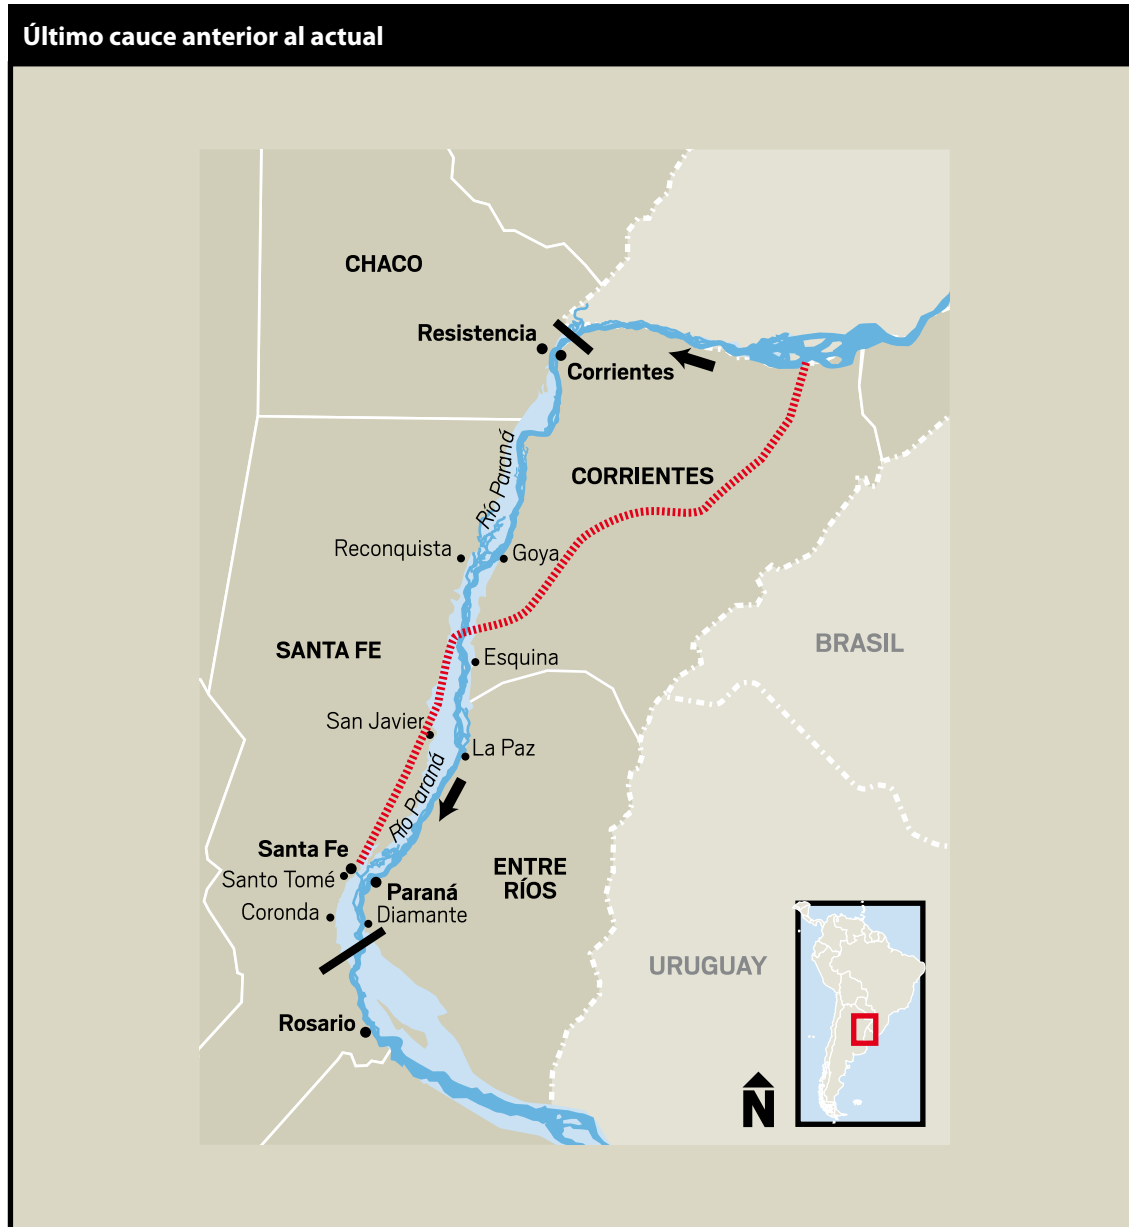 Último cauce anterior al actual
CHACO
Resistencia
Corrientes
Río Paraná
CORRIENTES
Reconquista
Goya
SANTA FE
BRASIL
Esquina
San Javier
La Paz
Río Paraná
Santa Fe
Santo Tomé
Paraná
ENTRE
RÍOS
Coronda
Diamante
URUGUAY
Rosario
N